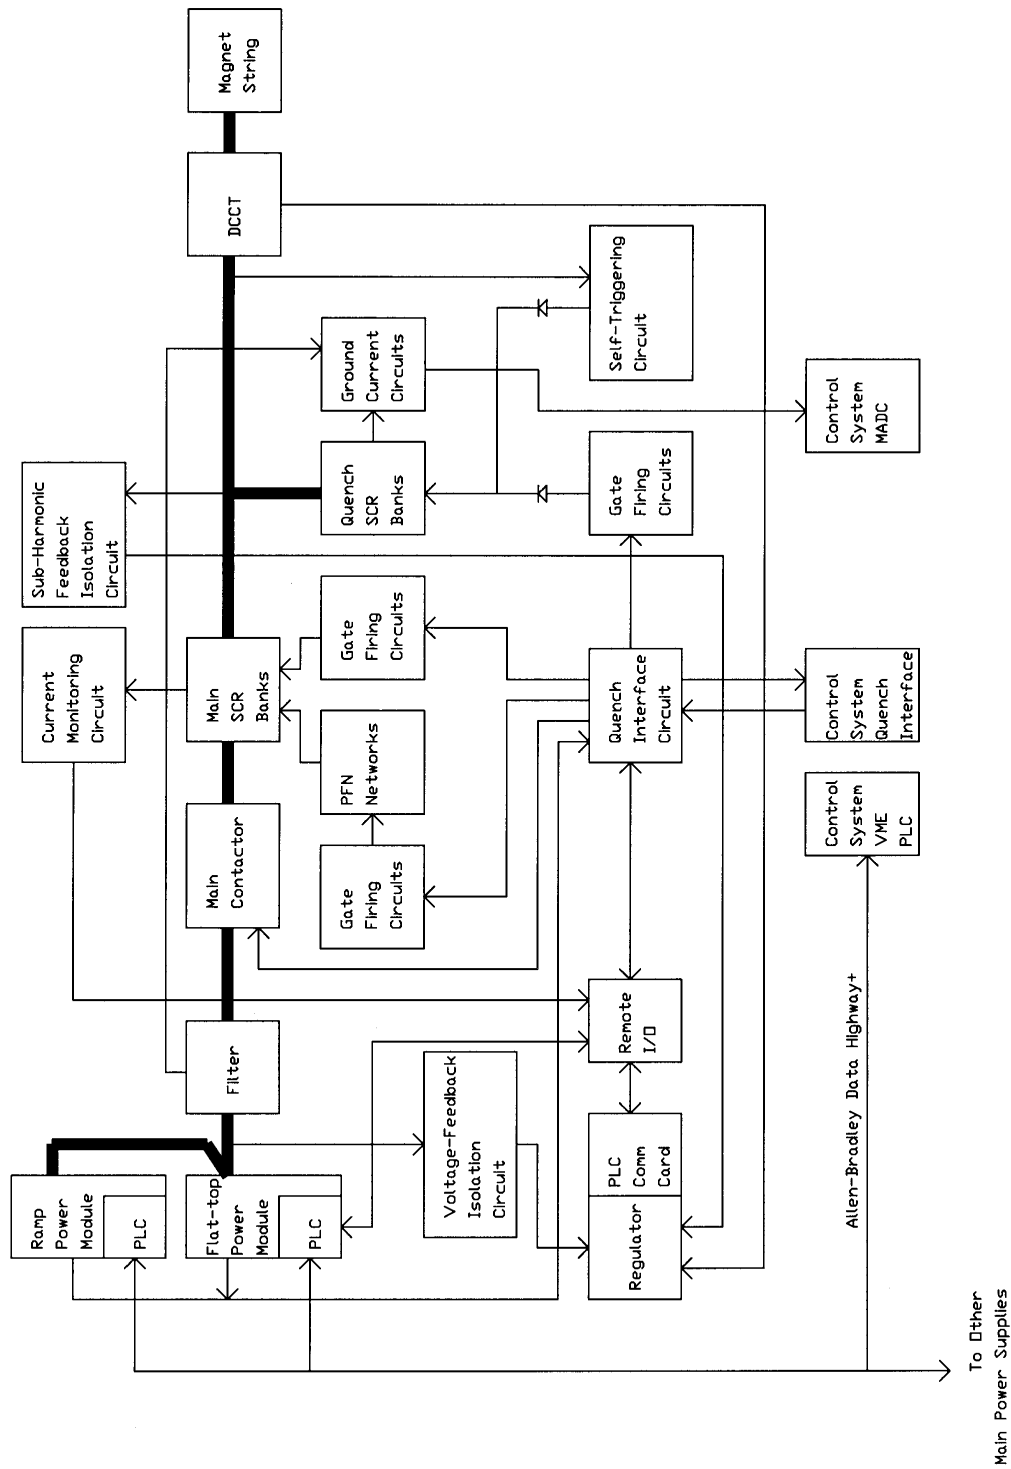 Ramp
Power
Module
PLC
Flat-top
Power
Module
PLC
Filter
Main
Contactor
Main
SCR
Banks
DCCT
Magnet
String
Current
Monitoring
Circuit
Sub-Harmonic
Feedback
Isolation
Circuit
Gate
Firing
Circuits
PFN
Networks
Gate
Firing
Circuits
Quench
SCR
Banks
Ground
Current
Circuits
Voltage-Feedback
Isolation
Circuit
Regulator
PLC
Comm
Card
Remote
I/O
Quench
Interface
Circuit
Gate
Firing
Circuits
Self-Triggering
Circuit
Control
System
VME
PLC
Control
System
Quench
Interface
Control
System
MADC
Allen-Bradley Data Highway+
To Other
Main Power Supplies